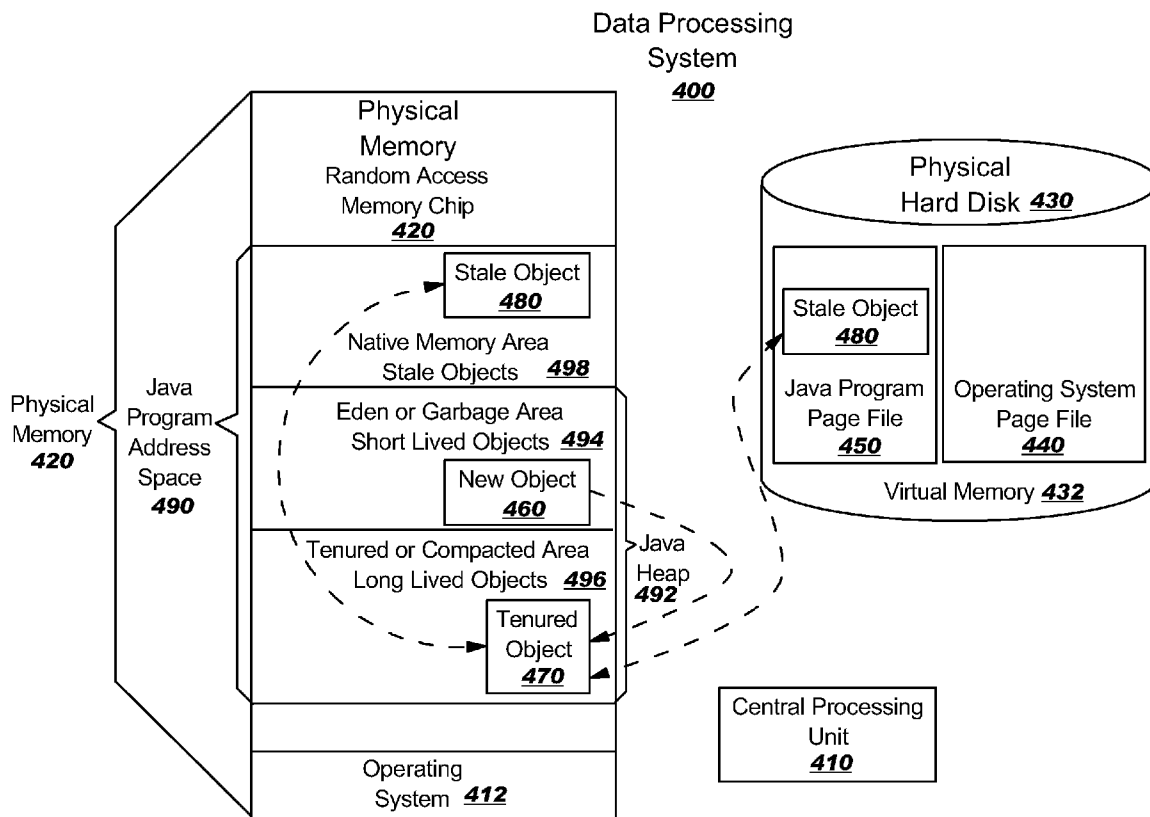 Data Processing
System
400
Physical
Memory
Random Access
Memory Chip
420
Stale Object
480
Native Memory Area
Stale Objects 498
Eden or Garbage Area
Short Lived Objects 494
New Object
460
Tenured or Compacted Area
Long Lived Objects 496
Tenured
Object
470
Operating
System 412
Physical
Memory
420
Java
Program
Address
Space
490
Java
Heap
492
Physical
Hard Disk 430
Stale Object
480
Java Program
Page File
450
Operating System
Page File
440
Virtual Memory 432
Central Processing
Unit
410